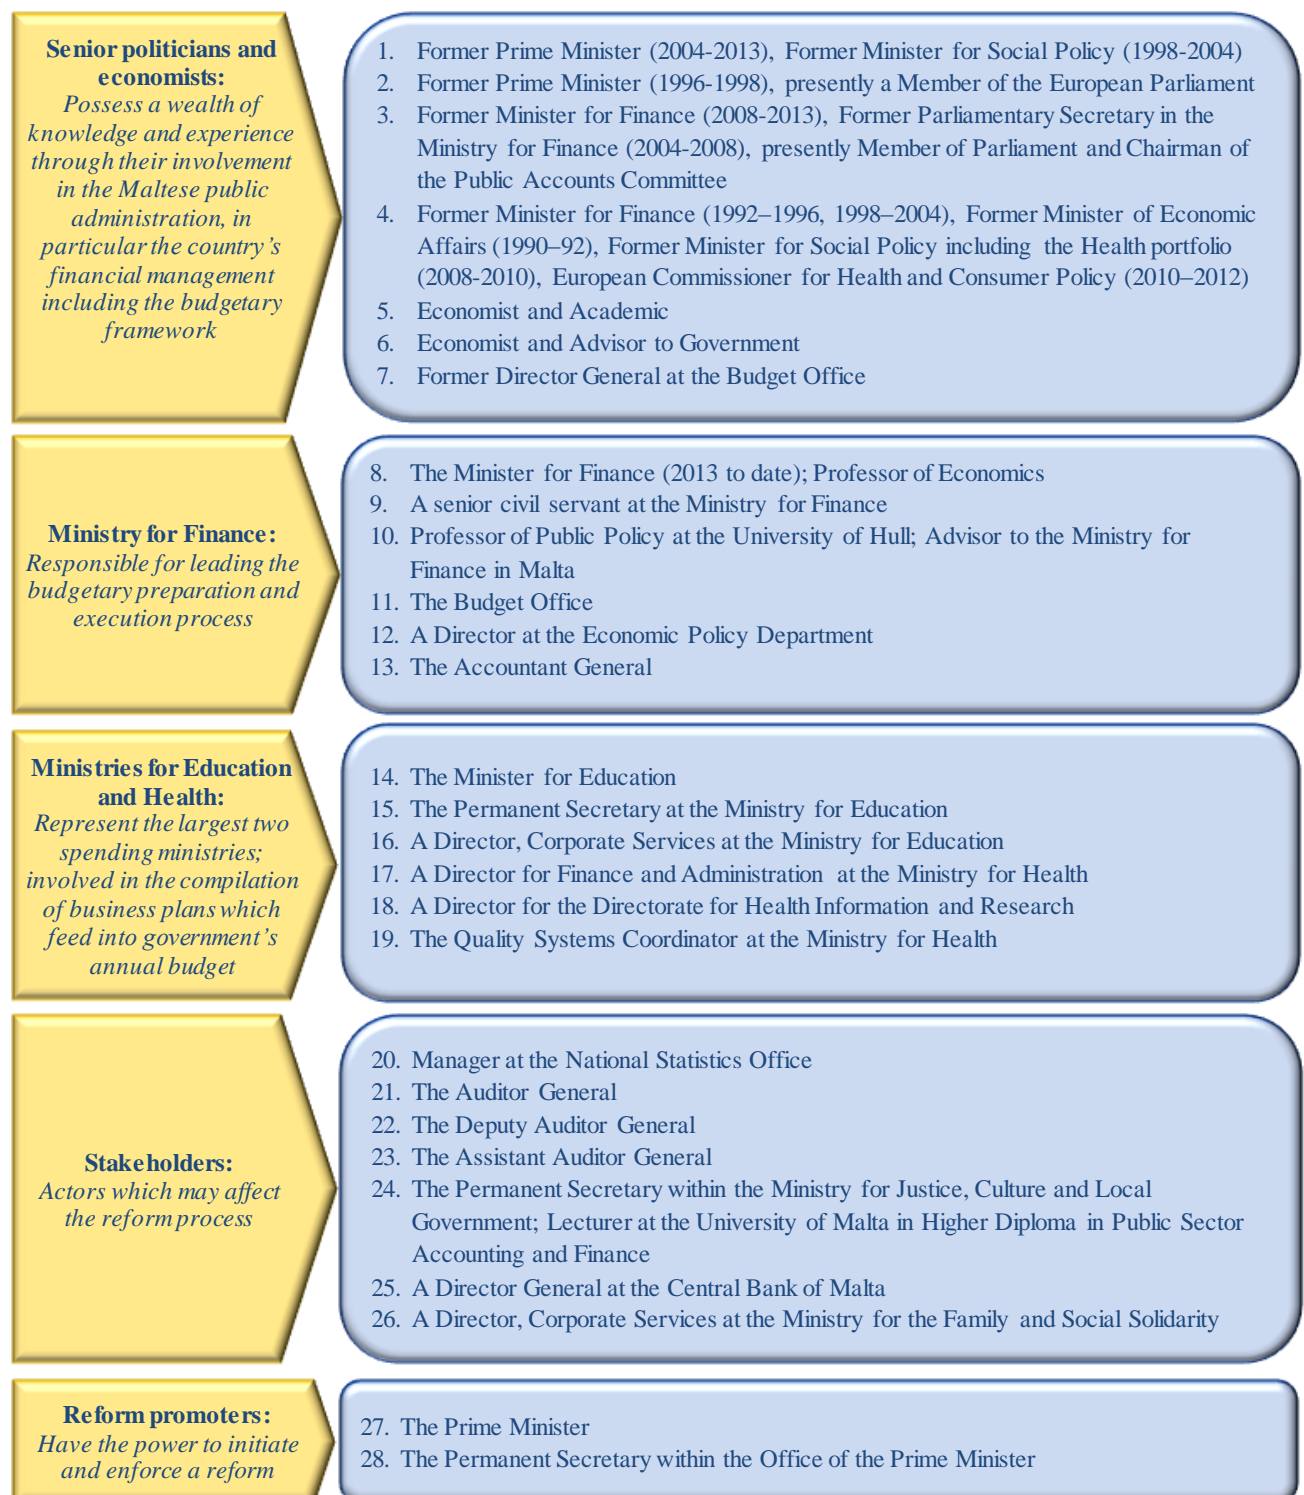 Senior politicians and
economists:
Possess a wealth of
knowledge and experience
through their involvement
in the Maltese public
administration, in
particular the country's
financial management
including the budgetary
framework
1. Former Prime Minister (2004-2013), Former Minister for Social Policy (1998-2004)
2. Former Prime Minister (1996-1998), presently a Member of the European Parliament
3. Former Minister for Finance (2008-2013), Former Parliamentary Secretary in the
Ministry for Finance (2004-2008), presently Member of Parliament and Chairman of
the Public Accounts Committee
4. Former Minister for Finance (1992–1996, 1998–2004), Former Minister of Economic
Affairs (1990–92), Former Minister for Social Policy including the Health portfolio
(2008-2010), European Commissioner for Health and Consumer Policy (2010–2012)
5. Economist and Academic
6. Economist and Advisor to Government
7. Former Director General at the Budget Office
Ministry for Finance:
Responsible for leading the
budgetary preparation and
execution process
8. The Minister for Finance (2013 to date); Professor of Economics
9. A senior civil servant at the Ministry for Finance
10. Professor of Public Policy at the University of Hull; Advisor to the Ministry for
Finance in Malta
11. The Budget Office
12. A Director at the Economic Policy Department
13. The Accountant General
Ministries for Education
and Health:
Represent the largest two
spending ministries;
involved in the compilation
of business plans which
feed into government's
annual budget
14. The Minister for Education
15. The Permanent Secretary at the Ministry for Education
16. A Director, Corporate Services at the Ministry for Education
17. A Director for Finance and Administration at the Ministry for Health
18. A Director for the Directorate for Health Information and Research
19. The Quality Systems Coordinator at the Ministry for Health
Stakeholders:
Actors which may affect
the reform process
20. Manager at the National Statistics Office
21. The Auditor General
22. The Deputy Auditor General
23. The Assistant Auditor General
24. The Permanent Secretary within the Ministry for Justice, Culture and Local
Government; Lecturer at the University of Malta in Higher Diploma in Public Sector
Accounting and Finance
25. A Director General at the Central Bank of Malta
26. A Director, Corporate Services at the Ministry for the Family and Social Solidarity
Reform promoters:
Have the power to initiate
and enforce a reform
27. The Prime Minister
28. The Permanent Secretary within the Office of the Prime Minister